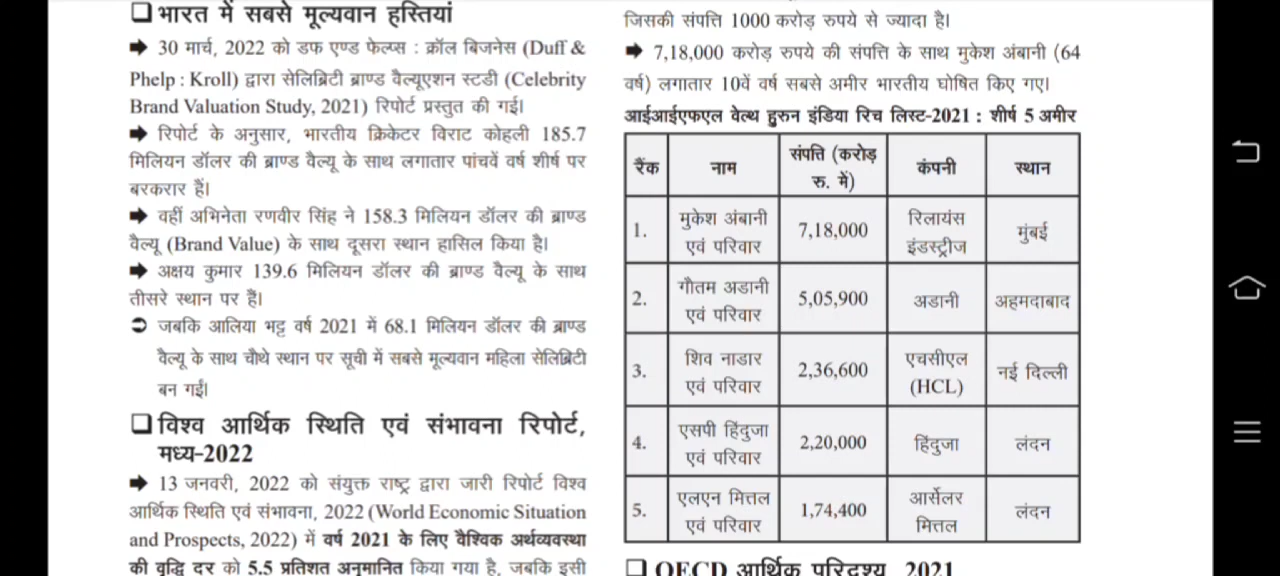 ❑ भारत में सबसे मूल्यवान हस्तियां
➡ 30 मार्च, 2022 को डफ एण्ड फेल्प्स : क्रॉल बिजनेस (Duff &
Phelp : Kroll) द्वारा सेलिब्रिटी ब्राण्ड वैल्यूएशन स्टडी (Celebrity
Brand Valuation Study, 2021) रिपोर्ट प्रस्तुत की गई।
➡ रिपोर्ट के अनुसार, भारतीय क्रिकेटर विराट कोहली 185.7
मिलियन डॉलर की ब्राण्ड वैल्यू के साथ लगातार पांचवें वर्ष शीर्ष पर
बरकरार हैं।
➡ वहीं अभिनेता रणवीर सिंह ने 158.3 मिलियन डॉलर की ब्राण्ड
वैल्यू (Brand Value) के साथ दूसरा स्थान हासिल किया है।
➡ अक्षय कुमार 139.6 मिलियन डॉलर की ब्राण्ड वैल्यू के साथ
तीसरे स्थान पर हैं।
➲ जबकि आलिया भट्ट वर्ष 2021 में 68.1 मिलियन डॉलर की ब्राण्ड
वैल्यू के साथ चौथे स्थान पर सूची में सबसे मूल्यवान महिला सेलिब्रिटी
बन गईं।
❑ विश्व आर्थिक स्थिति एवं संभावना रिपोर्ट,
मध्य-2022
➡ 13 जनवरी, 2022 को संयुक्त राष्ट्र द्वारा जारी रिपोर्ट विश्व
आर्थिक स्थिति एवं संभावना, 2022 (World Economic Situation
and Prospects, 2022) में वर्ष 2021 के लिए वैश्विक अर्थव्यवस्था
की वृद्धि दर को 5.5 प्रतिशत अनुमानित किया गया है, जबकि इसी
जिसकी संपत्ति 1000 करोड़ रुपये से ज्यादा है।
➡ 7,18,000 करोड़ रुपये की संपत्ति के साथ मुकेश अंबानी (64
वर्ष) लगातार 10वें वर्ष सबसे अमीर भारतीय घोषित किए गए।
आईआईएफएल वेल्थ हुरुन इंडिया रिच लिस्ट-2021 : शीर्ष 5 अमीर
रैंक नाम संपत्ति (करोड़ रु. में) कंपनी स्थान
1. मुकेश अंबानी एवं परिवार 7,18,000 रिलायंस इंडस्ट्रीज मुंबई
2. गौतम अडानी एवं परिवार 5,05,900 अडानी अहमदाबाद
3. शिव नाडार एवं परिवार 2,36,600 एचसीएल (HCL) नई दिल्ली
4. एसपी हिंदुजा एवं परिवार 2,20,000 हिंदुजा लंदन
5. एलएन मित्तल एवं परिवार 1,74,400 आर्सेलर मित्तल लंदन
❑ OECD आर्थिक परिदृश्य, 2021